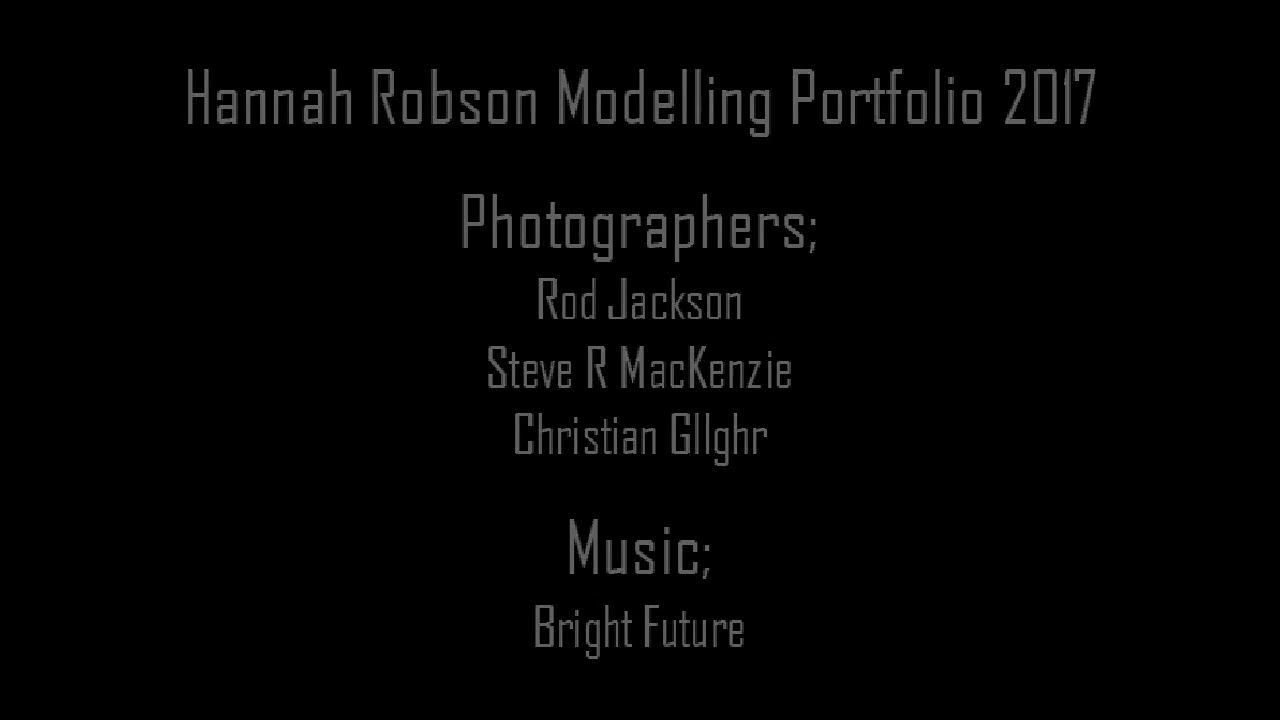 Hannah Robson Modelling Portfolio 2017
Photographers;
Rod Jackson
Steve R MacKenzie
Christian Gllghr
Music;
Bright Future